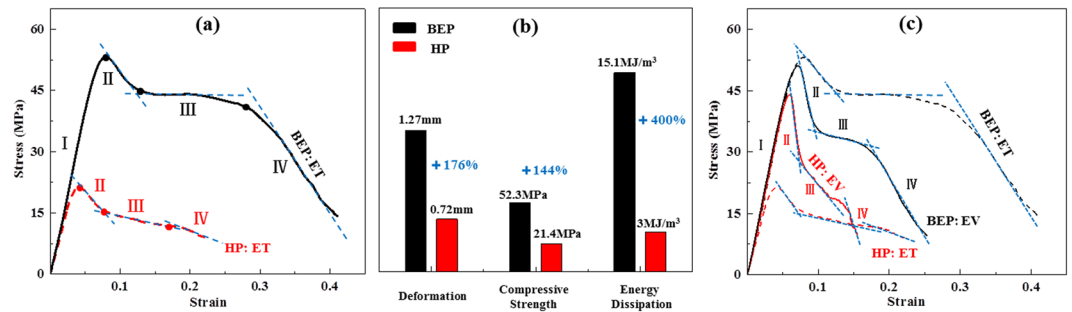 (a)
Stress (MPa)
60
45
30
15
0
I
II
III
IV
BEP: ET
II
III
IV
HP: ET
0.1
0.2
0.3
0.4
Strain
(b)
BEP
HP
1.27mm
0.72mm
+176%
52.3MPa
21.4MPa
+144%
15.1MJ/m³
3MJ/m³
+400%
Deformation
Compressive
Strength
Energy
Dissipation
(c)
Stress (MPa)
60
45
30
15
0
I
II
III
IV
BEP: ET
BEP: EV
II
III
IV
HP: EV
HP: ET
0.1
0.2
0.3
0.4
Strain